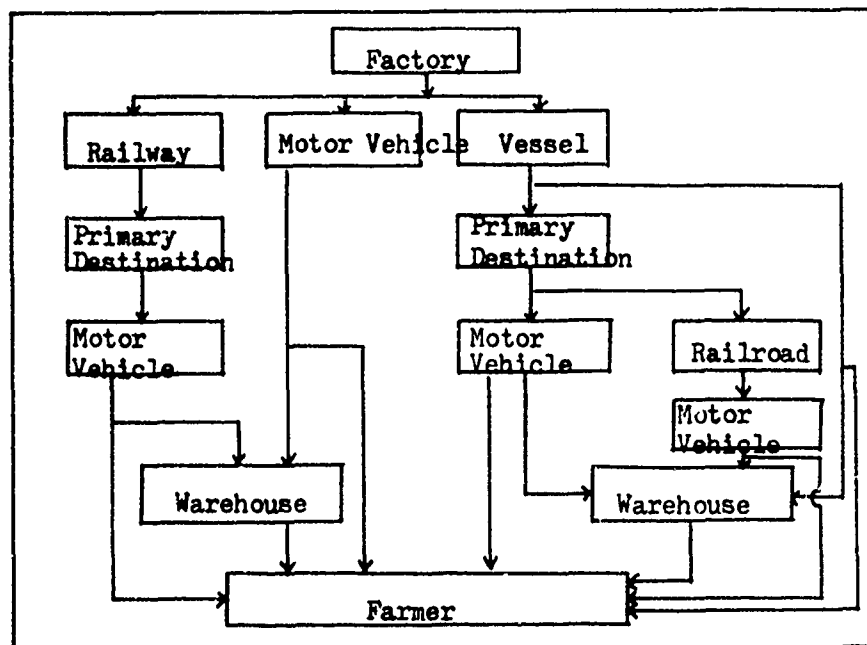 Factory
Railway
Motor Vehicle
Vessel
Primary
Destination
Primary
Destination
Motor
Vehicle
Motor
Vehicle
Railroad
Motor
Vehicle
Warehouse
Warehouse
Farmer